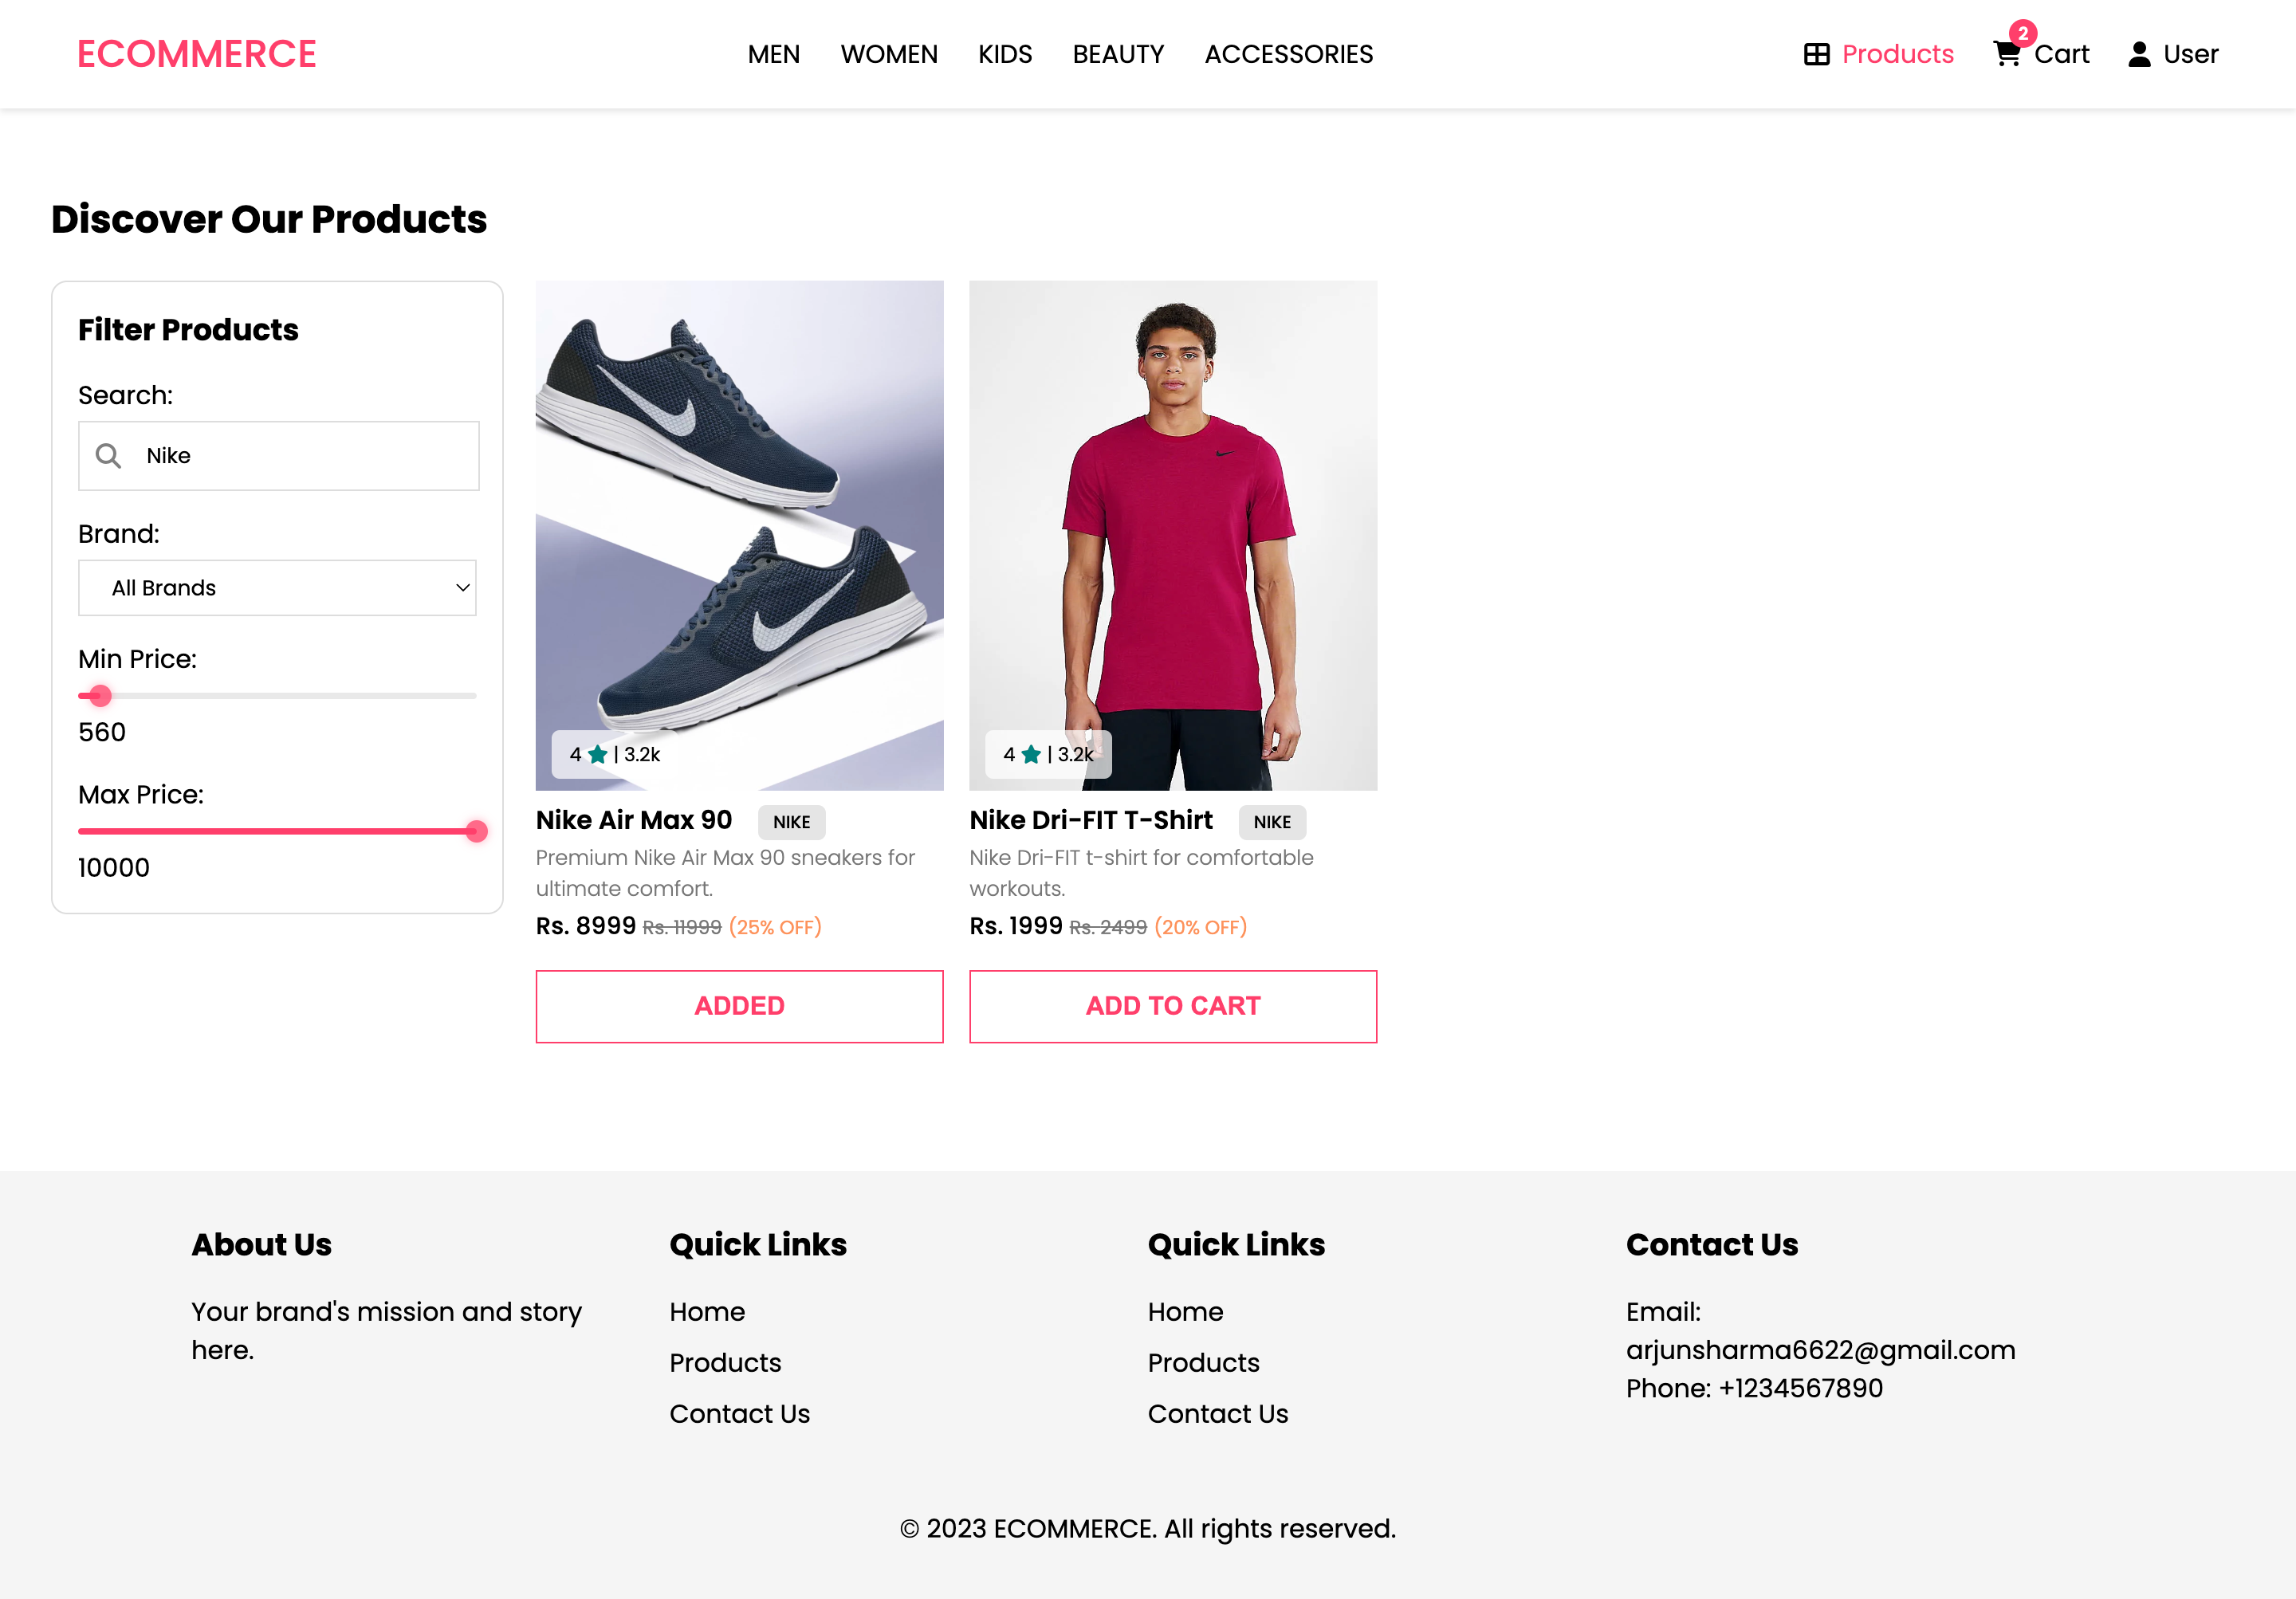 ECOMMERCE
MEN WOMEN KIDS BEAUTY ACCESSORIES
Products
2
Cart
User
Discover Our Products
Filter Products
Search:
Nike
Brand:
All Brands
Min Price:
560
Max Price:
10000
4 | 3.2k
Nike Air Max 90 NIKE
Premium Nike Air Max 90 sneakers for
ultimate comfort.
Rs. 8999 Rs. 11999 (25% OFF)
ADDED
4 | 3.2k
Nike Dri-FIT T-Shirt NIKE
Nike Dri-FIT t-shirt for comfortable
workouts.
Rs. 1999 Rs. 2499 (20% OFF)
ADD TO CART
About Us
Your brand's mission and story
here.
Quick Links
Home
Products
Contact Us
Quick Links
Home
Products
Contact Us
Contact Us
Email:
arjunsharma6622@gmail.com
Phone: +1234567890
© 2023 ECOMMERCE. All rights reserved.